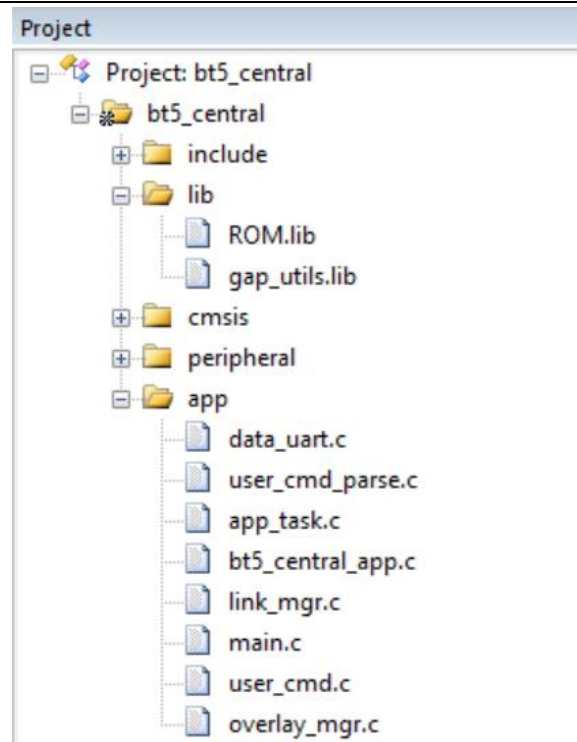 Project
Project: bt5_central
bt5_central
include
lib
ROM.lib
gap_utils.lib
cmsis
peripheral
app
data_uart.c
user_cmd_parse.c
app_task.c
bt5_central_app.c
link_mgr.c
main.c
user_cmd.c
overlay_mgr.c